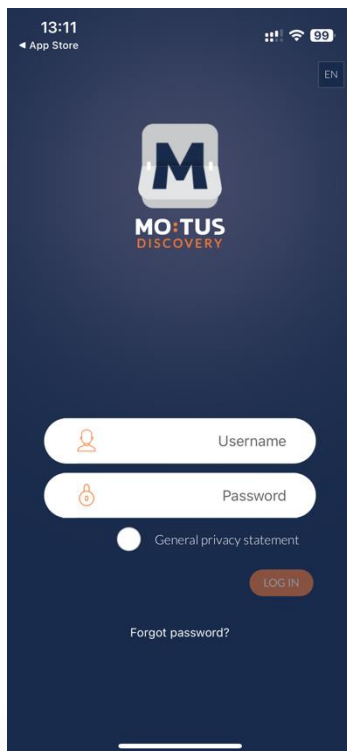 13:11
99
◄ App Store
EN
M
MO:TUS
DISCOVERY
Username
Password
General privacy statement
LOG IN
Forgot password?